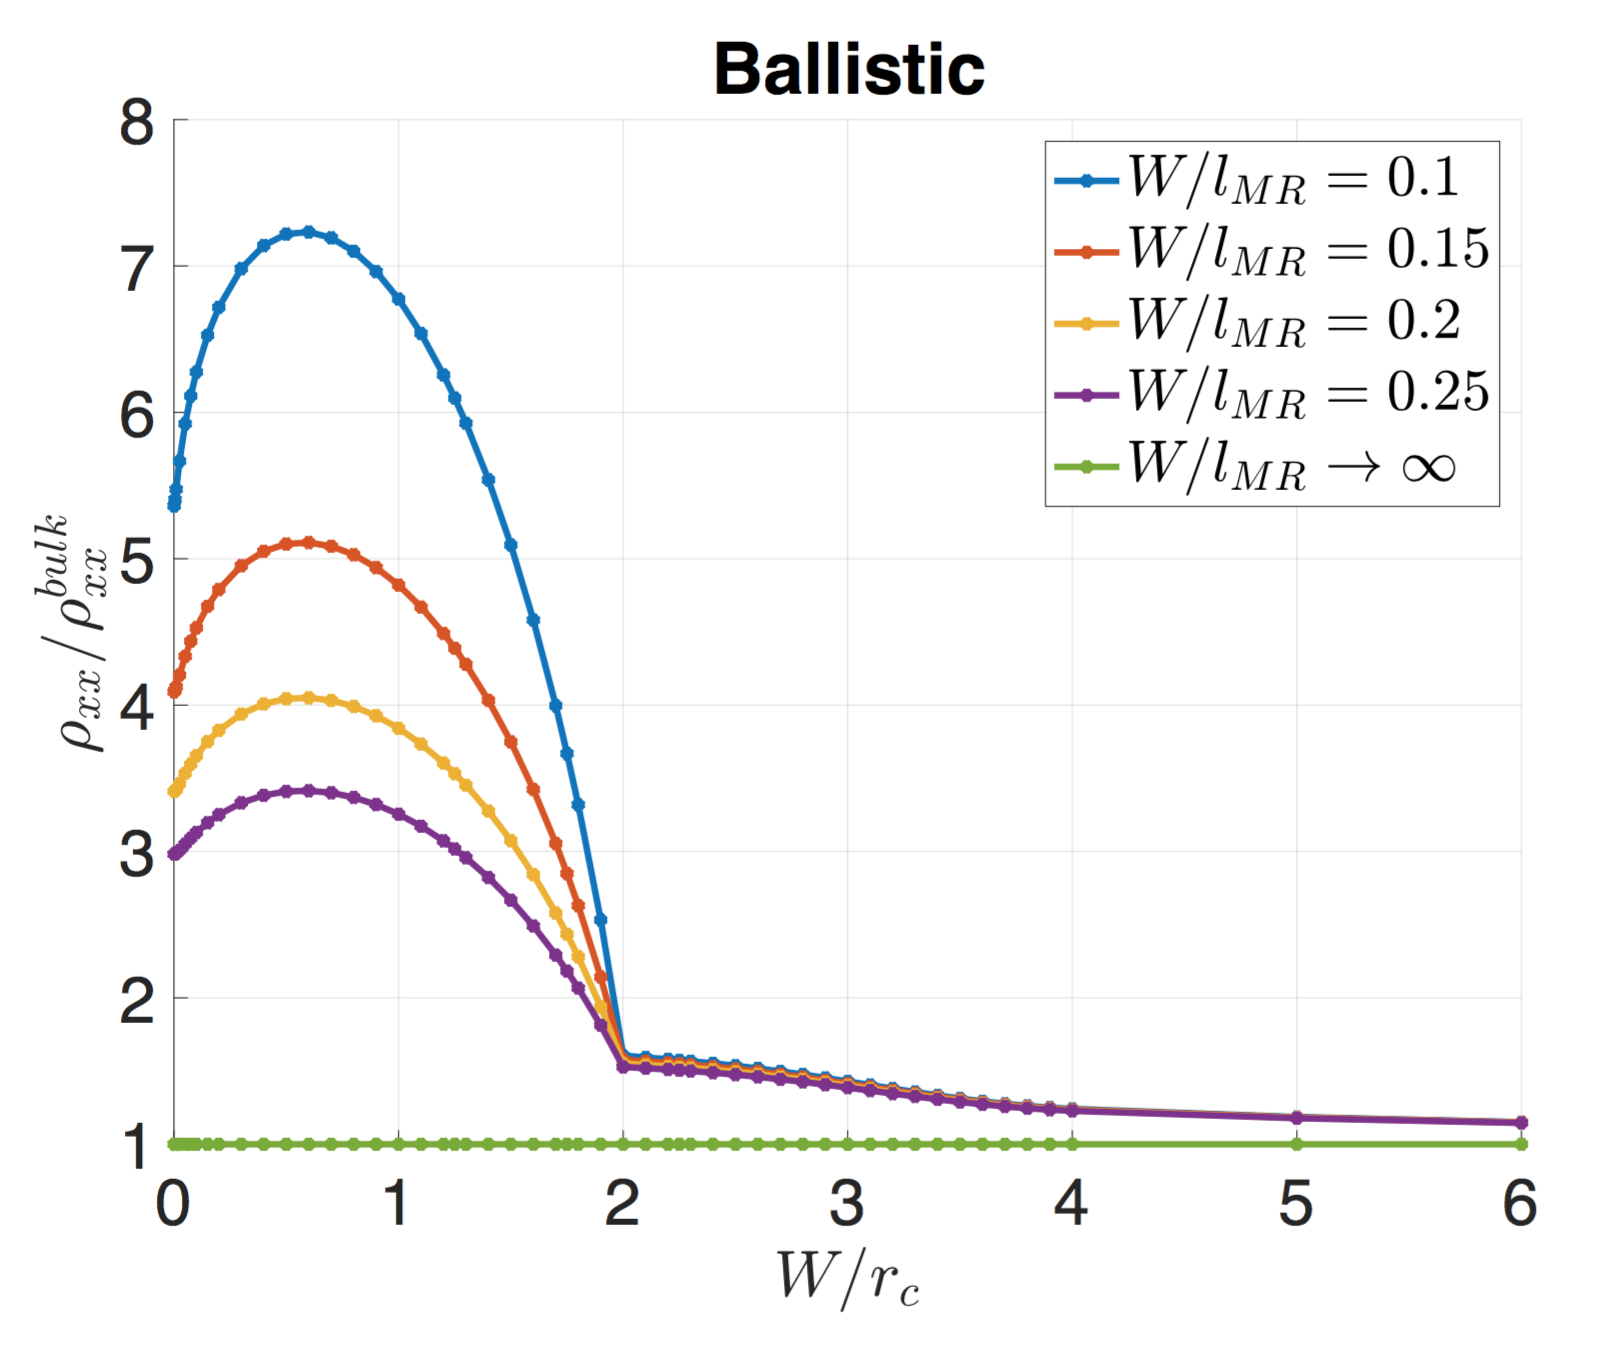 Ballistic
8
7
6
5
4
3
2
1
0 1 2 3 4 5 6
ρxx/ρxx^bulk
W/rc
W/lMR = 0.1
W/lMR = 0.15
W/lMR = 0.2
W/lMR = 0.25
W/lMR → ∞